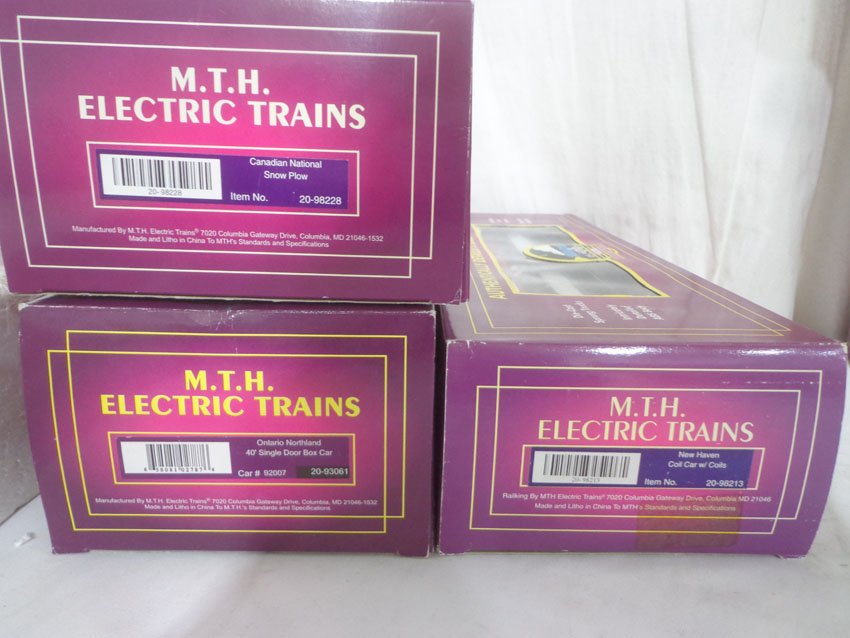 M.T.H.
ELECTRIC TRAINS
Canadian National
Snow Plow
20-98228
Item No. 20-98228
Manufactured By M.T.H. Electric Trains® 7020 Columbia Gateway Drive, Columbia, MD 21046-1532
Made and Litho in China To MTH's Standards and Specifications
M.T.H.
ELECTRIC TRAINS
Ontario Northland
40' Single Door Box Car
Car # 92007 20-93061
Manufactured By M.T.H. Electric Trains® 7020 Columbia Gateway Drive, Columbia, MD 21046-1532
Made and Litho in China To M.T.H.'s Standards and Specifications
M.T.H.
ELECTRIC TRAINS
New Haven
Coil Car w/ Coils
20-98213
Item No. 20-98213
Railking By MTH Electric Trains® 7020 Columbia Gateway Drive, Columbia, MD 21046
Made and Litho in China To MTH's Standards and Specifications